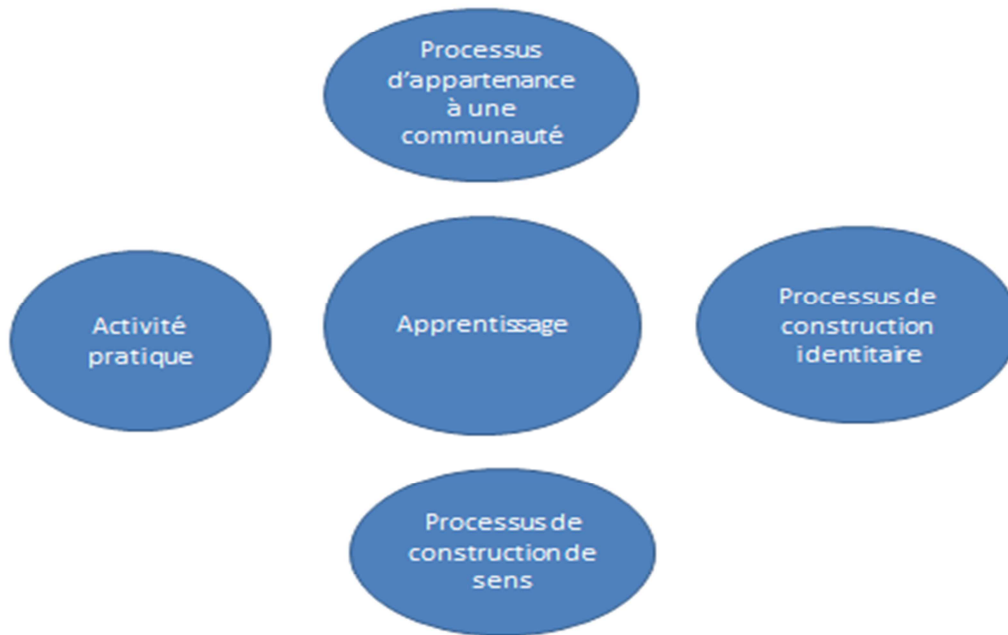 Processus
d'appartenance
à une
communauté
Activité
pratique
Apprentissage
Processus de
construction
identitaire
Processus de
construction de
sens